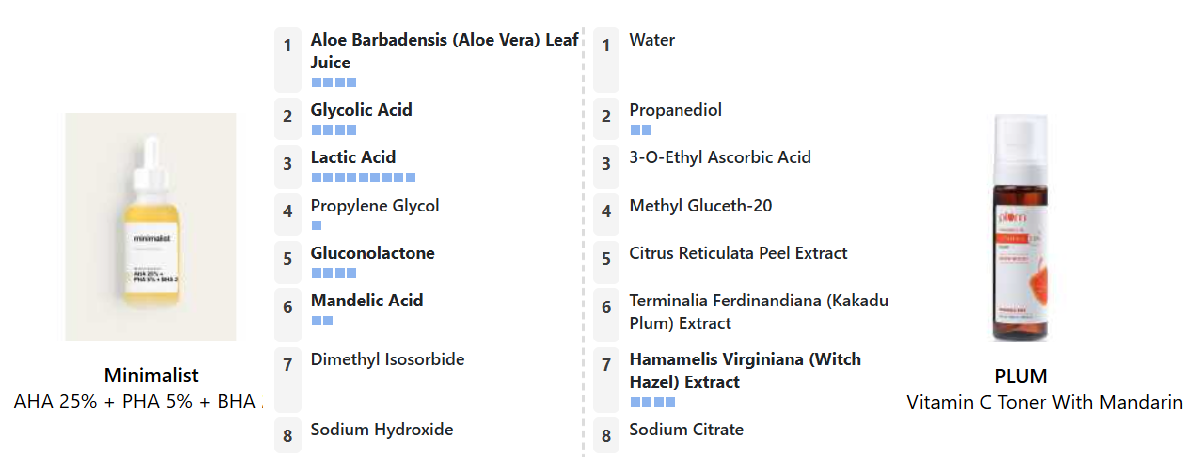 1
Aloe Barbadensis (Aloe Vera) Leaf
Juice
2
Glycolic Acid
3
Lactic Acid
4
Propylene Glycol
5
Gluconolactone
6
Mandelic Acid
7
Dimethyl Isosorbide
8
Sodium Hydroxide
1
Water
2
Propanediol
3
3-O-Ethyl Ascorbic Acid
4
Methyl Gluceth-20
5
Citrus Reticulata Peel Extract
6
Terminalia Ferdinandiana (Kakadu
Plum) Extract
7
Hamamelis Virginiana (Witch
Hazel) Extract
8
Sodium Citrate
minimalist
AHA 25% +
PHA 5% + BHA 2
Minimalist
AHA 25% + PHA 5% + BHA
plum
PLUM
Vitamin C Toner With Mandarin